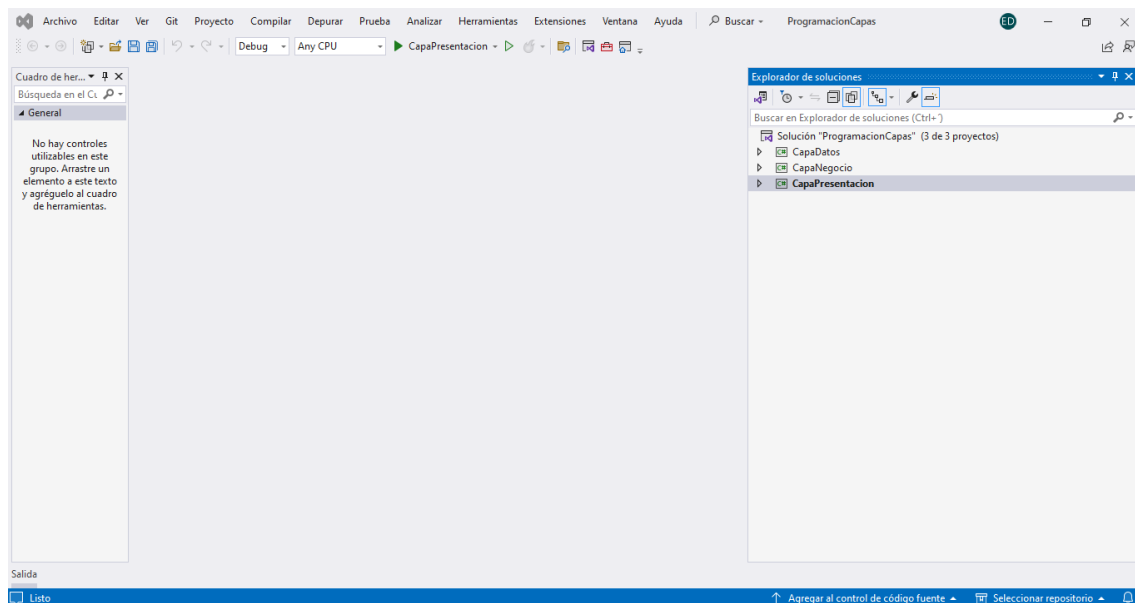 Archivo Editar Ver Git Proyecto Compilar Depurar Prueba Analizar Herramientas Extensiones Ventana Ayuda Buscar ProgramacionCapas ED
Debug Any CPU CapaPresentacion
Cuadro de her...
Búsqueda en el Cu
General
No hay controles
utilizables en este
grupo. Arrastre un
elemento a este texto
y agréguelo al cuadro
de herramientas.
Explorador de soluciones
Buscar en Explorador de soluciones (Ctrl+´)
Solución "ProgramacionCapas" (3 de 3 proyectos)
C# CapaDatos
C# CapaNegocio
C# CapaPresentacion
Salida
Listo Agregar al control de código fuente Seleccionar repositorio